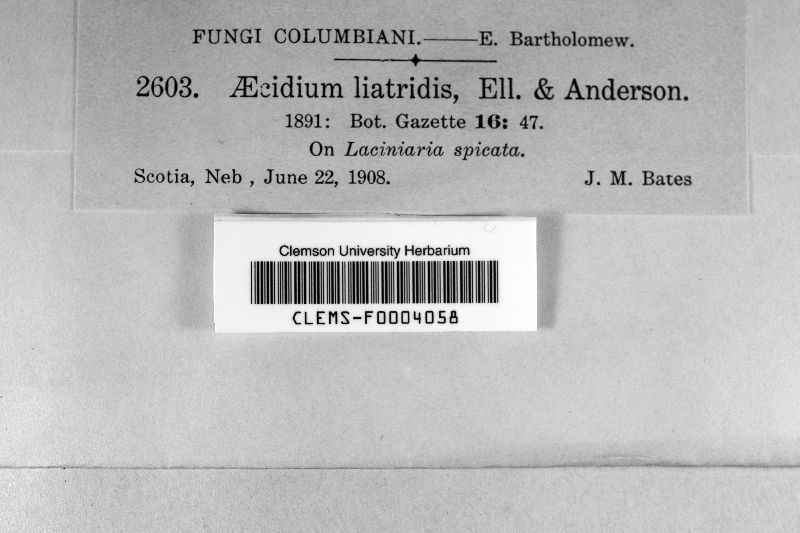 FUNGI COLUMBIANI.——E. Bartholomew.
2603. Æcidium liatridis, Ell. & Anderson.
1891: Bot. Gazette 16: 47.
On Laciniaria spicata.
Scotia, Neb , June 22, 1908. J. M. Bates
Clemson University Herbarium
CLEMS-F0004058